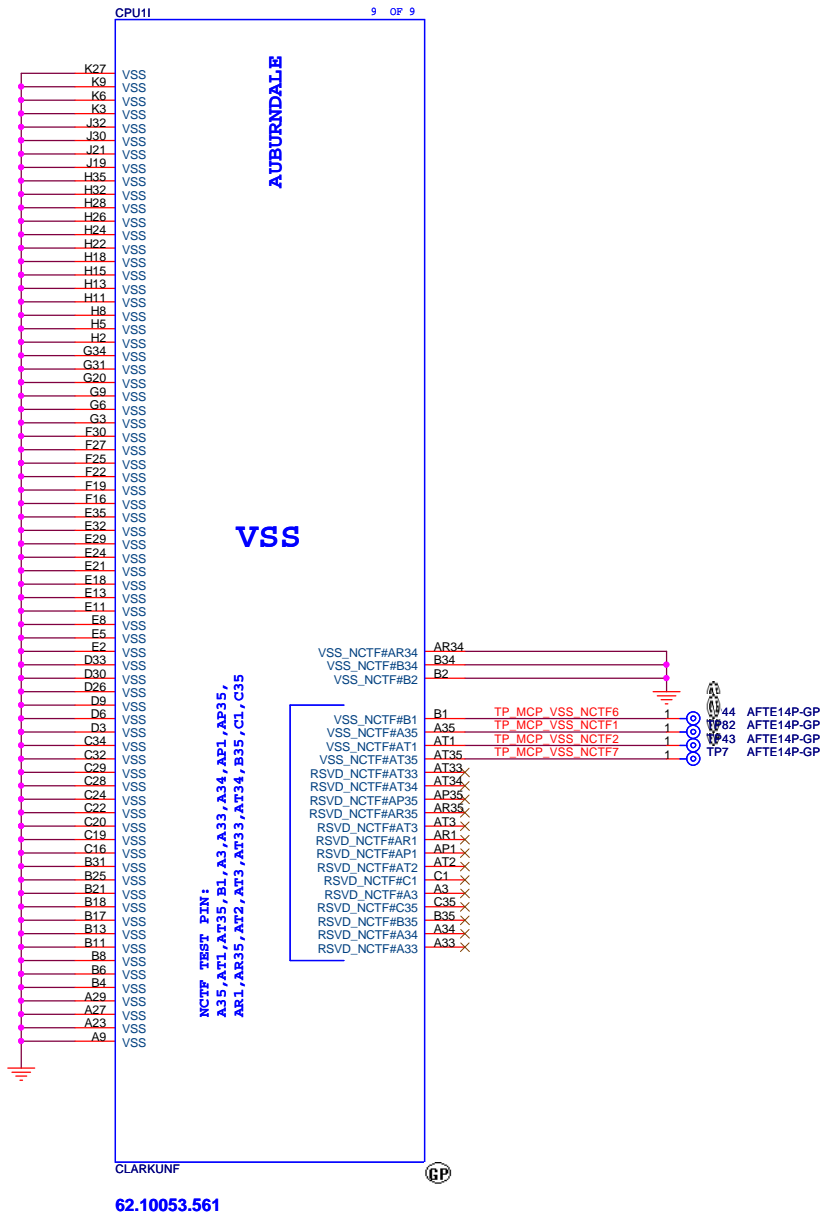 CPU1I
9 OF 9
AUBURNDALE
K27 VSS
K9 VSS
K6 VSS
K3 VSS
J32 VSS
J30 VSS
J21 VSS
J19 VSS
H35 VSS
H32 VSS
H28 VSS
H26 VSS
H24 VSS
H22 VSS
H18 VSS
H15 VSS
H13 VSS
H11 VSS
H8 VSS
H5 VSS
H2 VSS
G34 VSS
G31 VSS
G20 VSS
G9 VSS
G6 VSS
G3 VSS
F30 VSS
F27 VSS
F25 VSS
F22 VSS
F19 VSS
F16 VSS
E35 VSS
E32 VSS
E29 VSS
E24 VSS
E21 VSS
E18 VSS
E13 VSS
E11 VSS
E8 VSS
E5 VSS
E2 VSS
D33 VSS
D30 VSS
D26 VSS
D9 VSS
D6 VSS
D3 VSS
C34 VSS
C32 VSS
C29 VSS
C28 VSS
C24 VSS
C22 VSS
C20 VSS
C19 VSS
C16 VSS
B31 VSS
B25 VSS
B21 VSS
B18 VSS
B17 VSS
B13 VSS
B11 VSS
B8 VSS
B6 VSS
B4 VSS
A29 VSS
A27 VSS
A23 VSS
A9 VSS
VSS
NCTF TEST PIN:
A35,AT1,AT35,B1,A3,A33,A34,AP1,AP35,
AR1,AR35,AT2,AT3,AT33,AT34,B35,C1,C35
VSS_NCTF#AR34 AR34
VSS_NCTF#B34 B34
VSS_NCTF#B2 B2
VSS_NCTF#B1 B1 TP_MCP_VSS_NCTF6 1 44 AFTE14P-GP
VSS_NCTF#A35 A35 TP_MCP_VSS_NCTF1 1 TP82 AFTE14P-GP
VSS_NCTF#AT1 AT1 TP_MCP_VSS_NCTF2 1 TP43 AFTE14P-GP
VSS_NCTF#AT35 AT35 TP_MCP_VSS_NCTF7 1 TP7 AFTE14P-GP
RSVD_NCTF#AT33 AT33
RSVD_NCTF#AT34 AT34
RSVD_NCTF#AP35 AP35
RSVD_NCTF#AR35 AR35
RSVD_NCTF#AT3 AT3
RSVD_NCTF#AR1 AR1
RSVD_NCTF#AP1 AP1
RSVD_NCTF#AT2 AT2
RSVD_NCTF#C1 C1
RSVD_NCTF#A3 A3
RSVD_NCTF#C35 C35
RSVD_NCTF#B35 B35
RSVD_NCTF#A34 A34
RSVD_NCTF#A33 A33
CLARKUNF
GP
62.10053.561